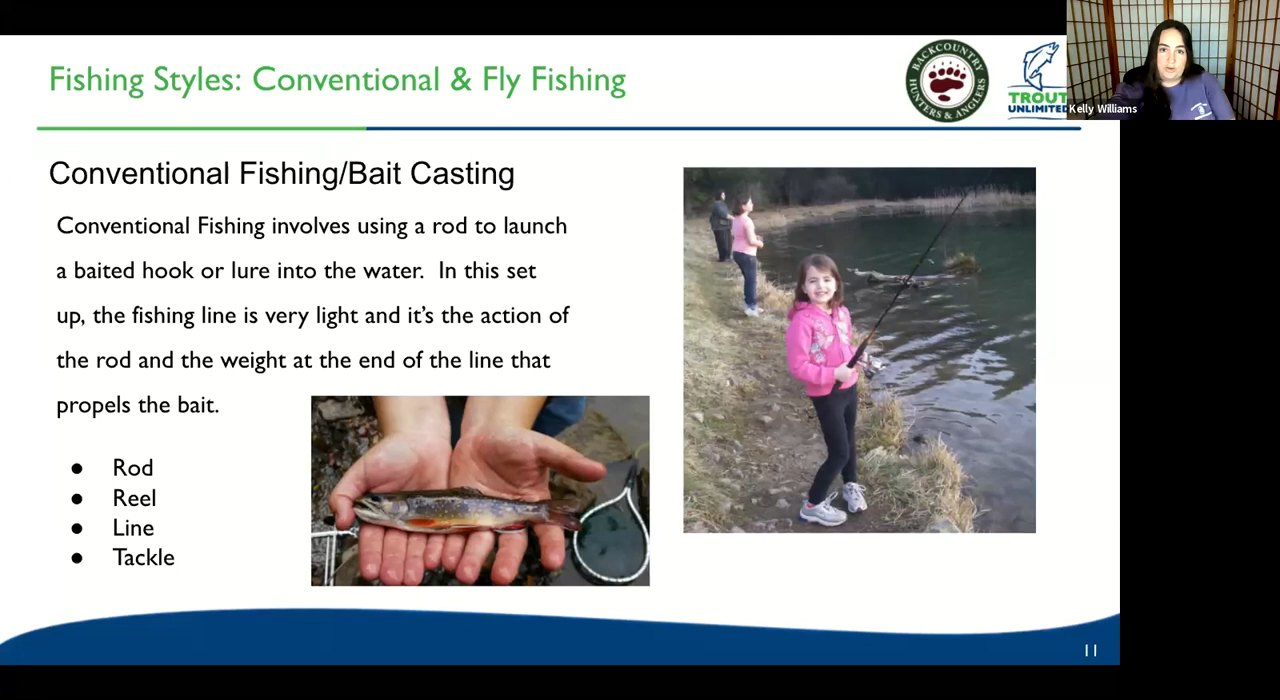 Fishing Styles: Conventional & Fly Fishing
BACKCOUNTRY
HUNTERS & ANGLERS
TROUT
UNLIMITED
Kelly Williams
Conventional Fishing/Bait Casting
Conventional Fishing involves using a rod to launch
a baited hook or lure into the water.  In this set
up, the fishing line is very light and it’s the action of
the rod and the weight at the end of the line that
propels the bait.
● Rod
● Reel
● Line
● Tackle
11